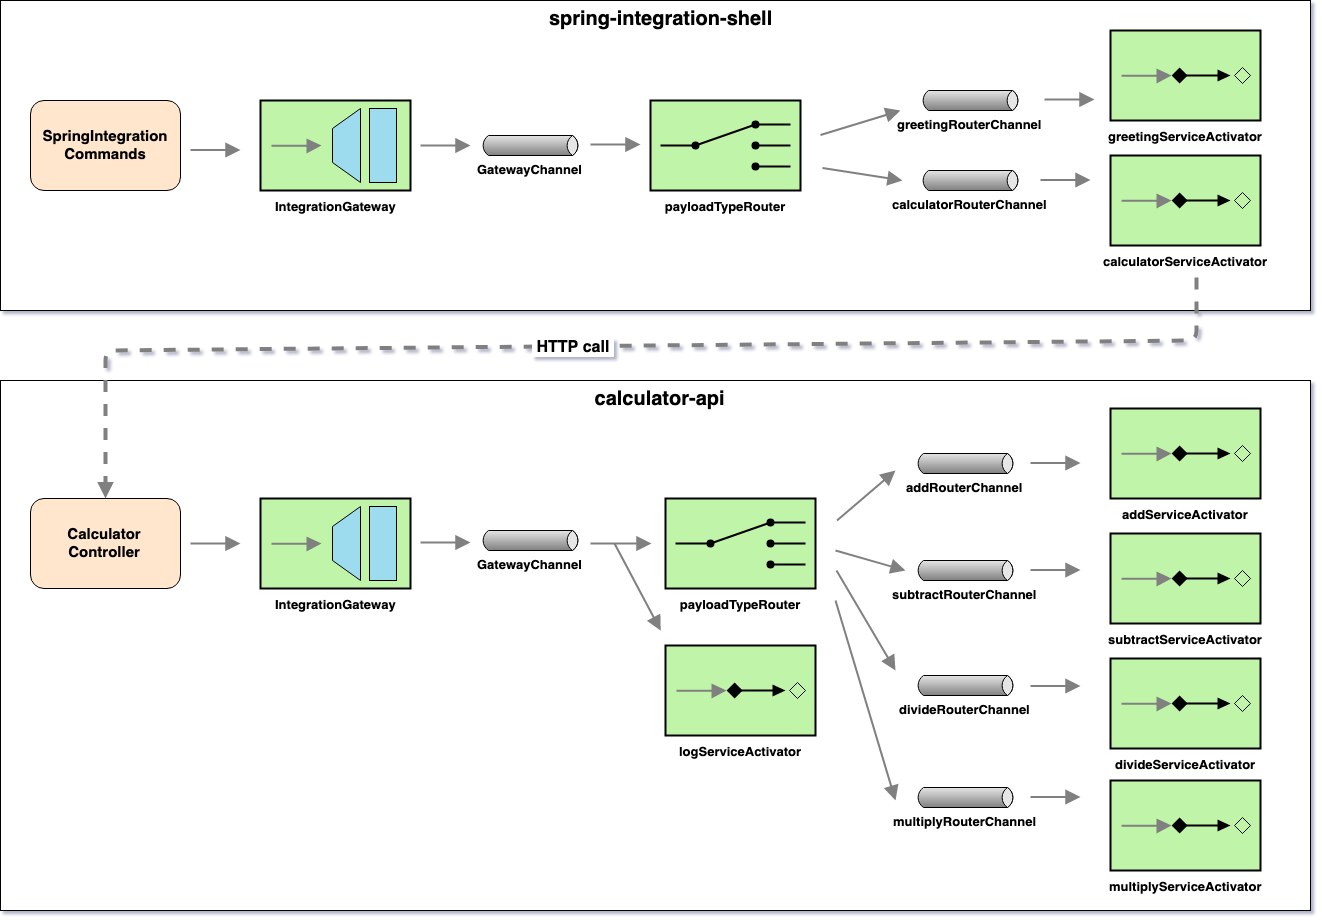 spring-integration-shell
SpringIntegration
Commands
IntegrationGateway
GatewayChannel
payloadTypeRouter
greetingRouterChannel
calculatorRouterChannel
greetingServiceActivator
calculatorServiceActivator
HTTP call
calculator-api
Calculator
Controller
IntegrationGateway
GatewayChannel
payloadTypeRouter
logServiceActivator
addRouterChannel
subtractRouterChannel
divideRouterChannel
multiplyRouterChannel
addServiceActivator
subtractServiceActivator
divideServiceActivator
multiplyServiceActivator